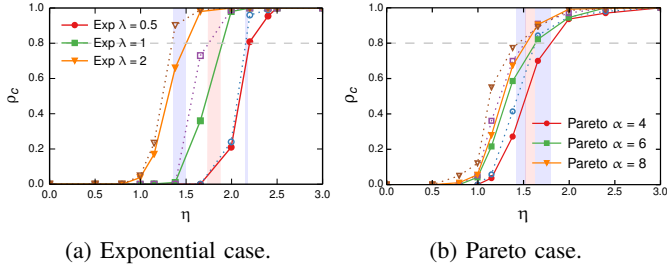 1.0
0.8
0.6
0.4
0.2
0.0
ρc
Exp λ = 0.5
Exp λ = 1
Exp λ = 2
0.0 0.5 1.0 1.5 2.0 2.5 3.0
η
(a) Exponential case.
1.0
0.8
0.6
0.4
0.2
0.0
ρc
Pareto α = 4
Pareto α = 6
Pareto α = 8
0.0 0.5 1.0 1.5 2.0 2.5 3.0
η
(b) Pareto case.